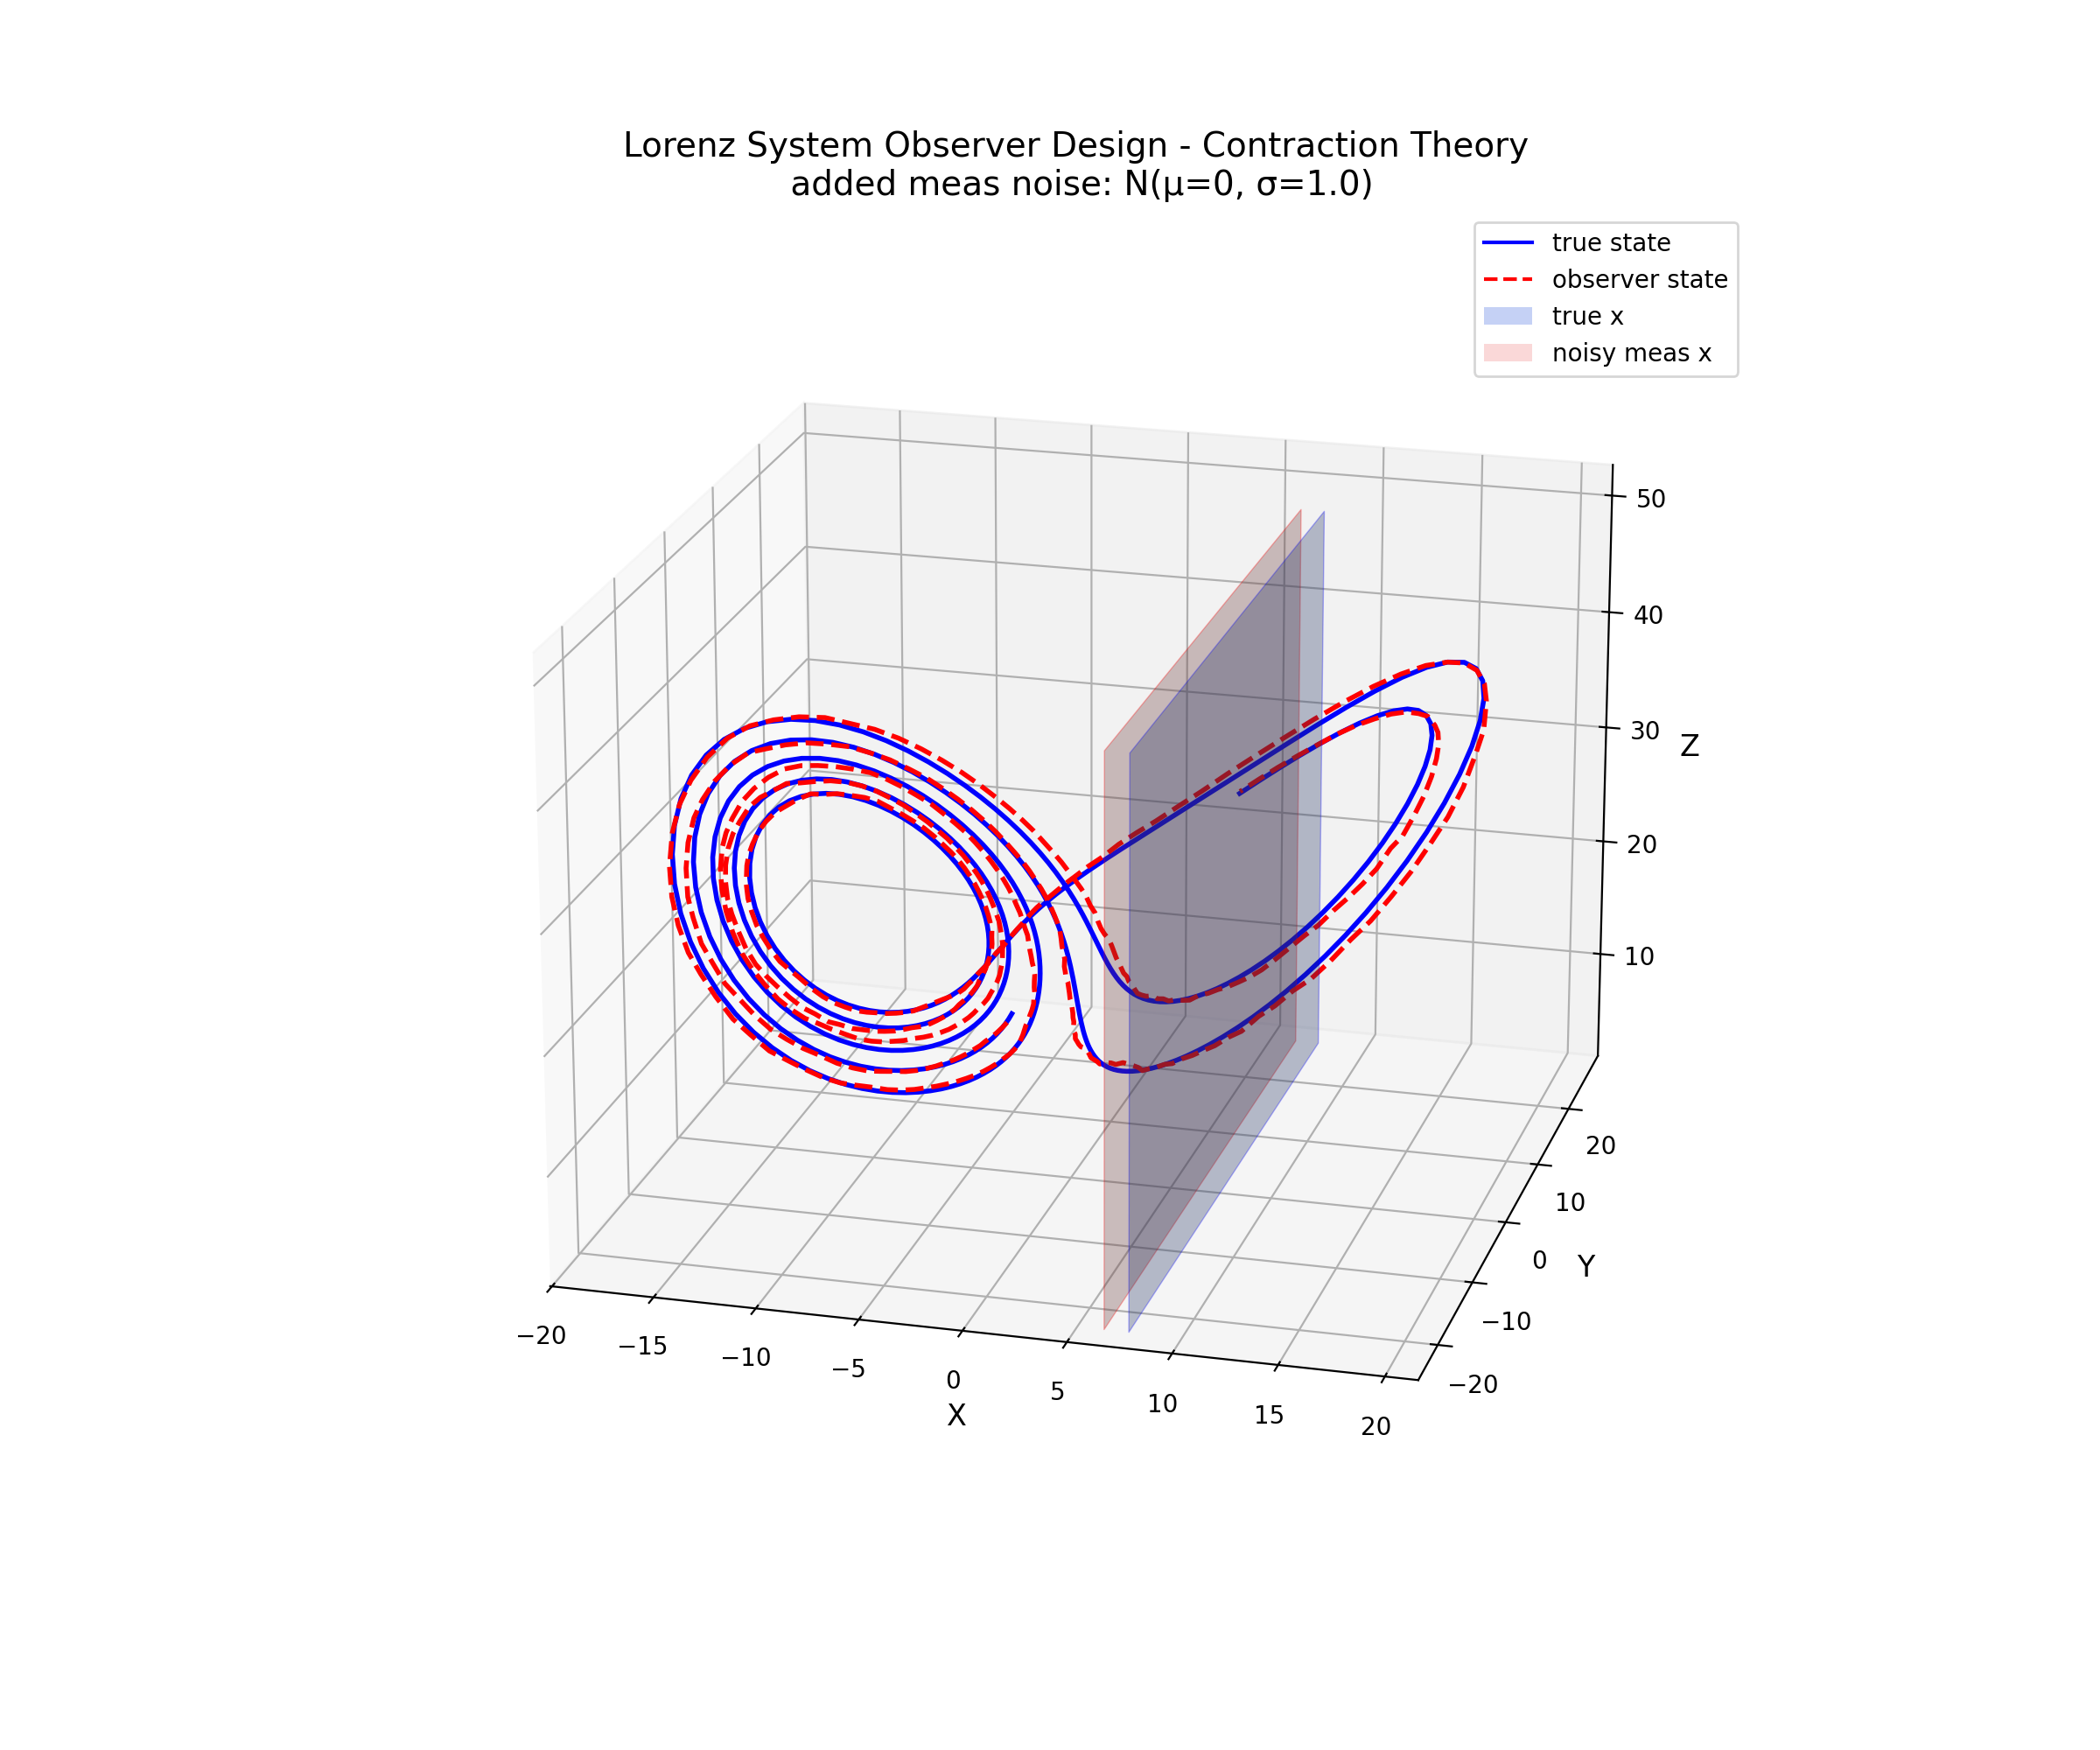 Lorenz System Observer Design - Contraction Theory
added meas noise: N(μ=0, σ=1.0)
true state
observer state
true x
noisy meas x
50
40
30
Z
20
10
20
10
0
Y
−10
−20
−20
−15
−10
−5
0
5
10
15
20
X